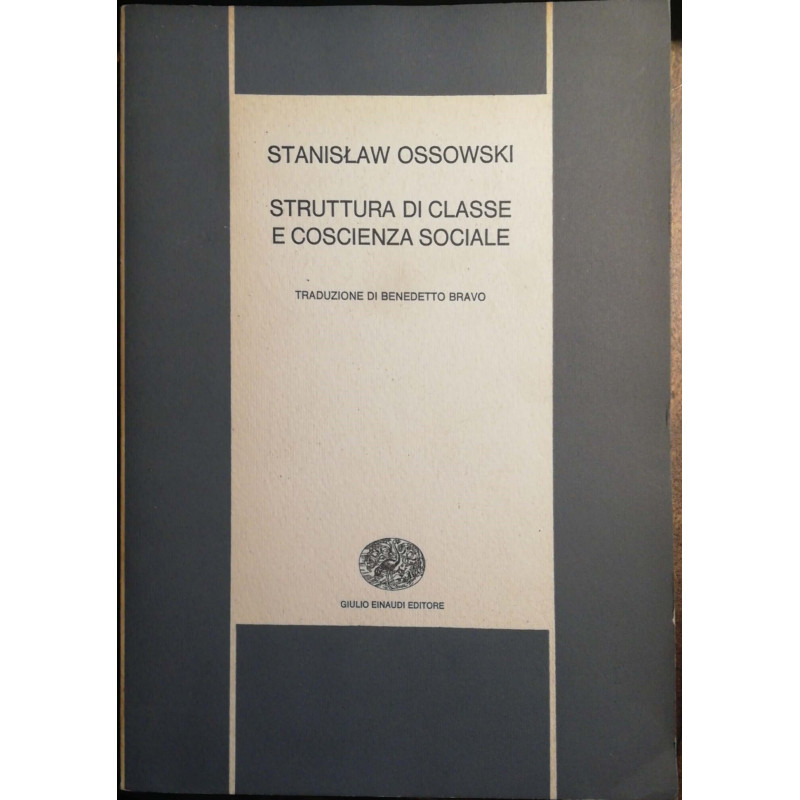 STANISŁAW OSSOWSKI
STRUTTURA DI CLASSE
E COSCIENZA SOCIALE
TRADUZIONE DI BENEDETTO BRAVO
GIULIO EINAUDI EDITORE